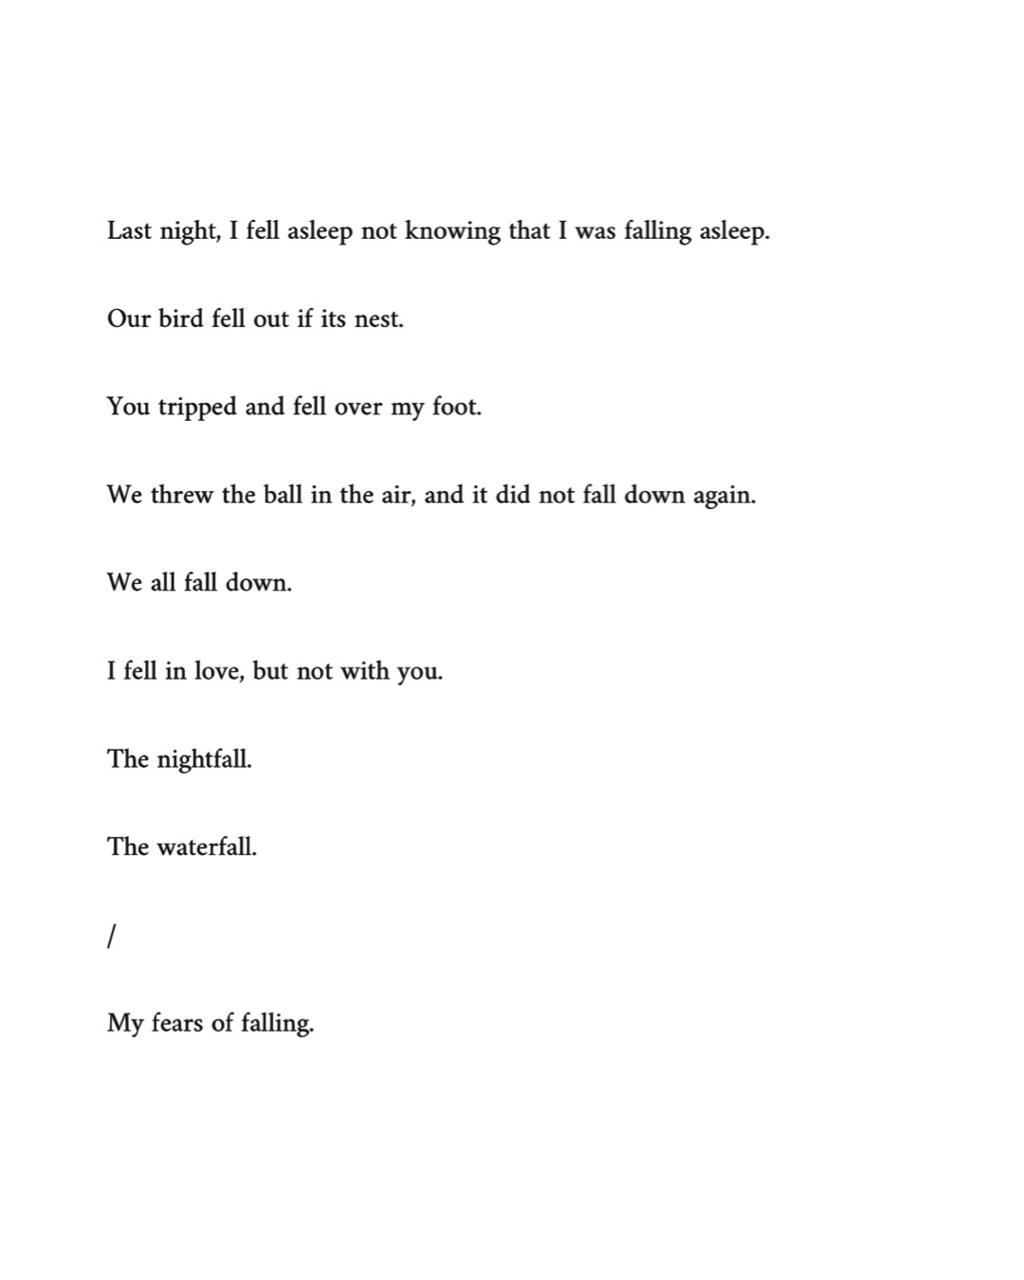 Last night, I fell asleep not knowing that I was falling asleep.
Our bird fell out if its nest.
You tripped and fell over my foot.
We threw the ball in the air, and it did not fall down again.
We all fall down.
I fell in love, but not with you.
The nightfall.
The waterfall.
/
My fears of falling.